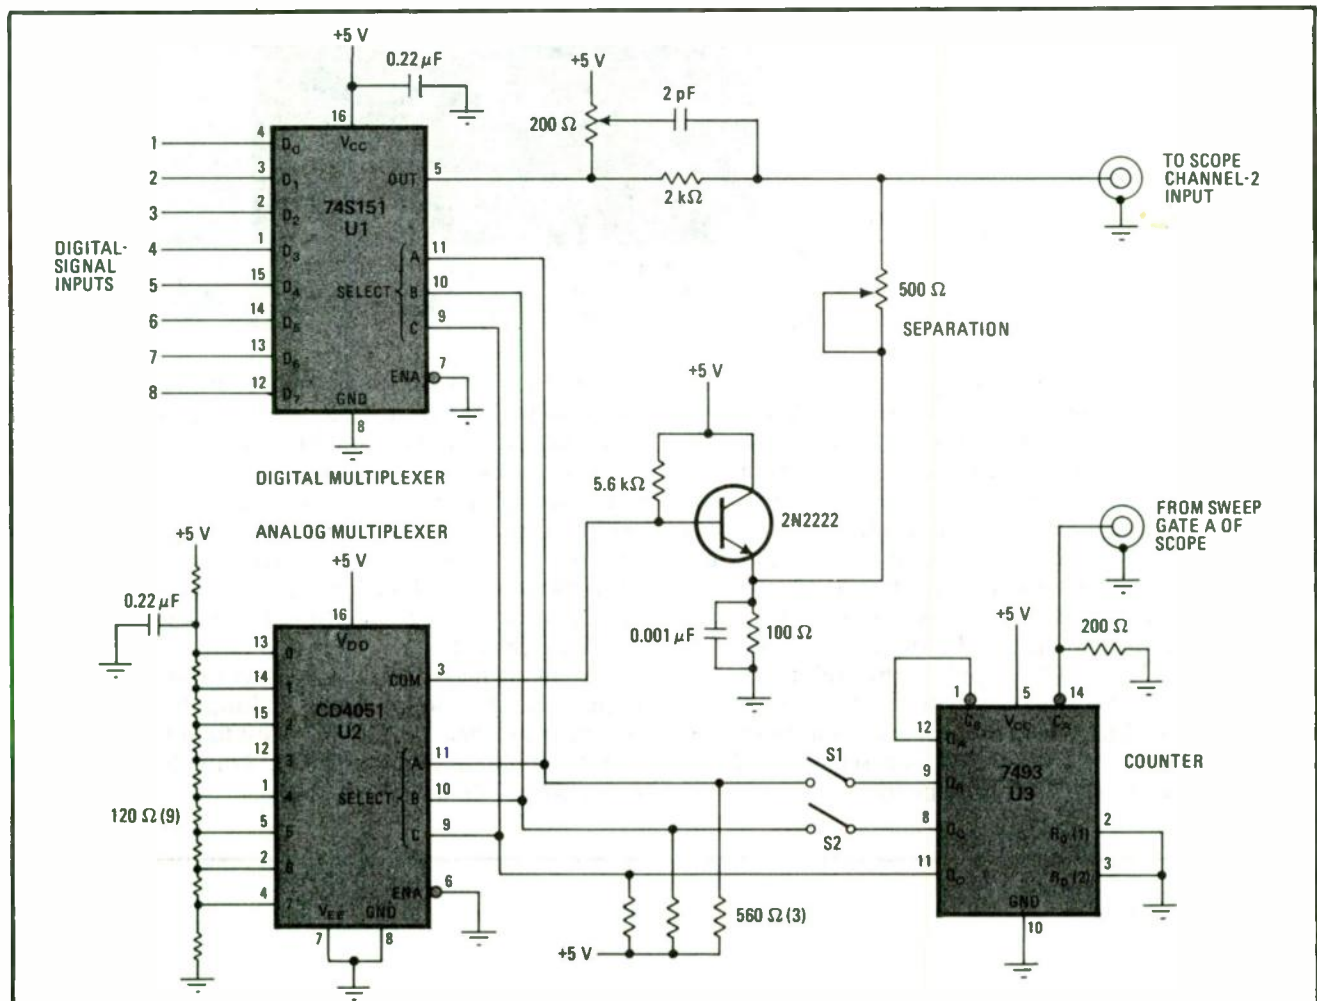 +5 V
0.22 μF
+5 V
2 pF
200 Ω
2 kΩ
TO SCOPE
CHANNEL-2
INPUT
16
VCC
DIGITAL-
SIGNAL
INPUTS
1 4 D0
2 3 D1
3 2 D2
4 1 D3
5 15 D4
6 14 D5
7 13 D6
8 12 D7
OUT 5
74S151
U1
SELECT
A 11
B 10
C 9
ENA 7
GND
8
DIGITAL MULTIPLEXER
500 Ω
SEPARATION
+5 V
5.6 kΩ
2N2222
0.001 μF
100 Ω
FROM SWEEP
GATE A OF
SCOPE
ANALOG MULTIPLEXER
+5 V
+5 V
0.22 μF
120 Ω (9)
16
VDD
13 0
14 1
15 2
12 3
1 4
5 5
2 6
4 7
COM 3
CD4051
U2
SELECT
A 11
B 10
C 9
ENA 6
VEE GND
7 8
S1
S2
560 Ω (3)
+5 V
+5 V
200 Ω
1 5 14
VCC
12
9
8
11
7493
U3
COUNTER
R0 (1) 2
R0 (2) 3
GND
10